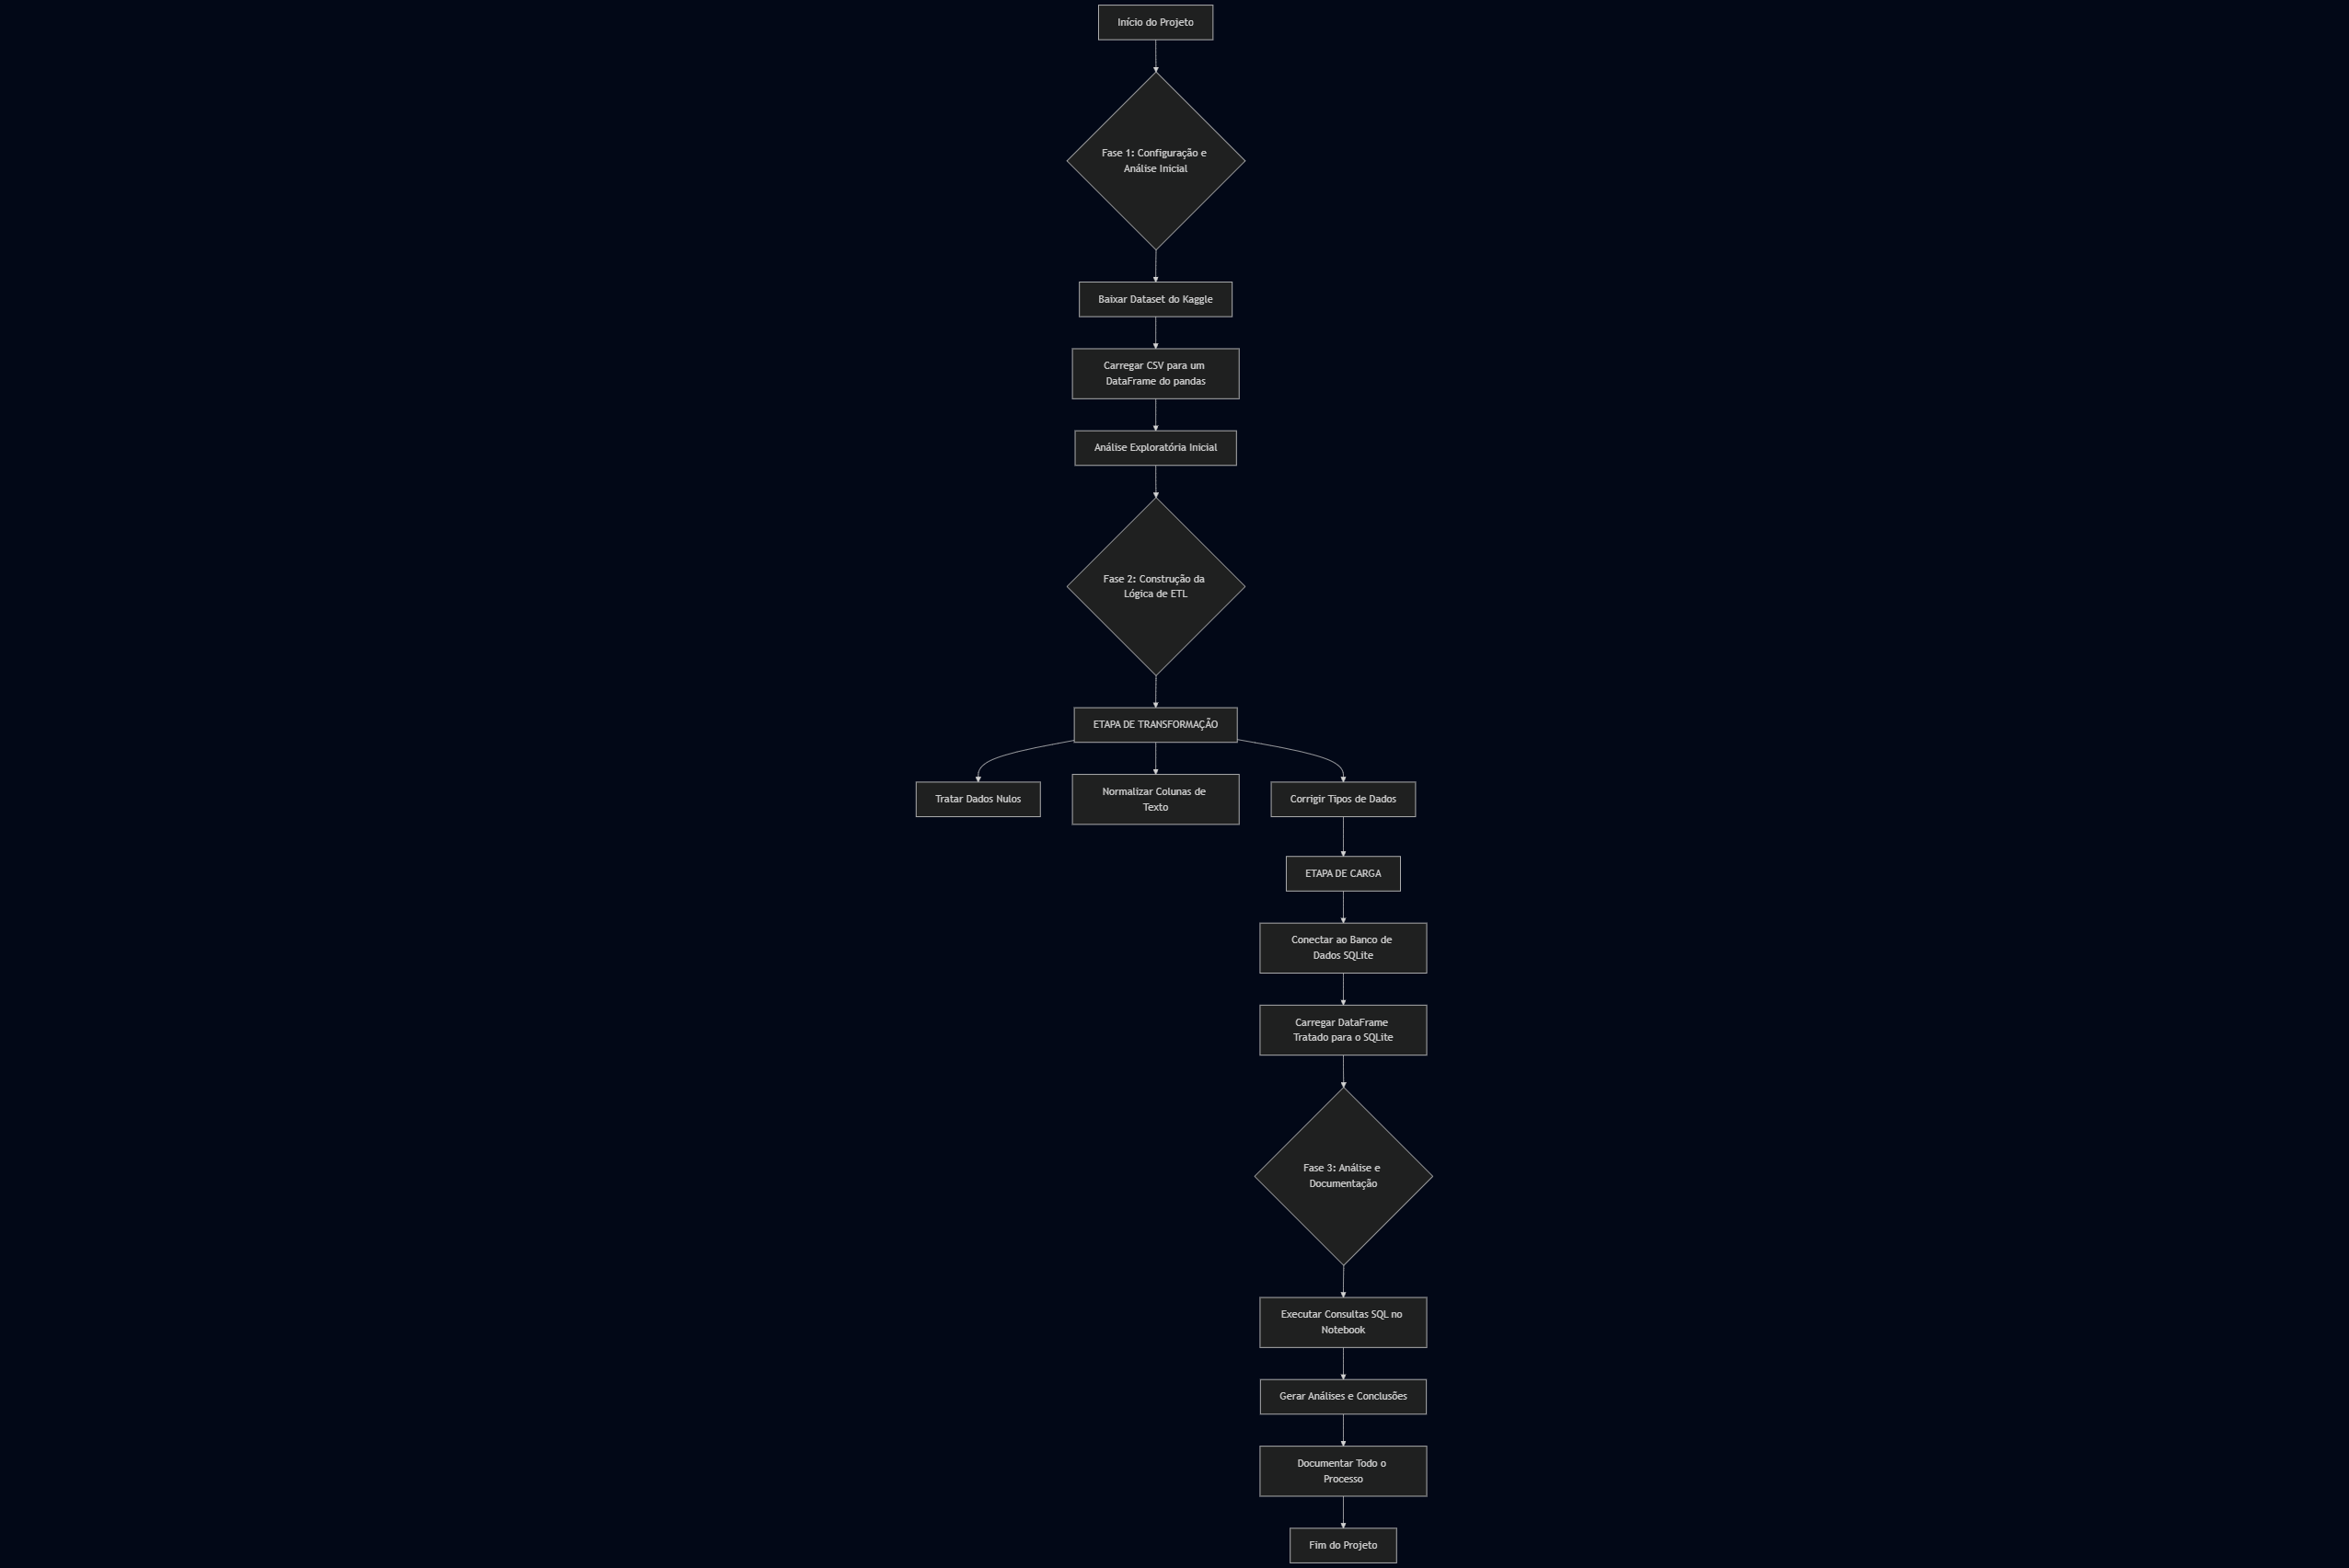 Início do Projeto
Fase 1: Configuração e
Análise Inicial
Baixar Dataset do Kaggle
Carregar CSV para um
DataFrame do pandas
Análise Exploratória Inicial
Fase 2: Construção da
Lógica de ETL
ETAPA DE TRANSFORMAÇÃO
Tratar Dados Nulos
Normalizar Colunas de
Texto
Corrigir Tipos de Dados
ETAPA DE CARGA
Conectar ao Banco de
Dados SQLite
Carregar DataFrame
Tratado para o SQLite
Fase 3: Análise e
Documentação
Executar Consultas SQL no
Notebook
Gerar Análises e Conclusões
Documentar Todo o
Processo
Fim do Projeto